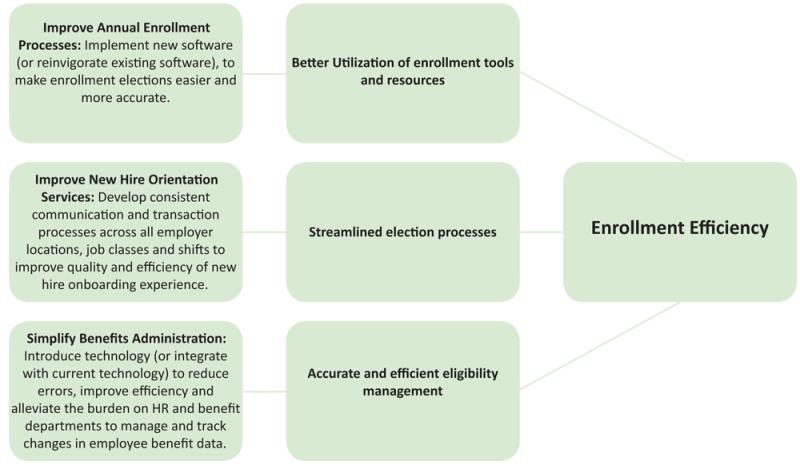 Improve Annual Enrollment
Processes: Implement new software
(or reinvigorate existing software), to
make enrollment elections easier and
more accurate.
Better Utilization of enrollment tools
and resources
Improve New Hire Orientation
Services: Develop consistent
communication and transaction
processes across all employer
locations, job classes and shifts to
improve quality and efficiency of new
hire onboarding experience.
Streamlined election processes
Enrollment Efficiency
Simplify Benefits Administration:
Introduce technology (or integrate
with current technology) to reduce
errors, improve efficiency and
alleviate the burden on HR and benefit
departments to manage and track
changes in employee benefit data.
Accurate and efficient eligibility
management